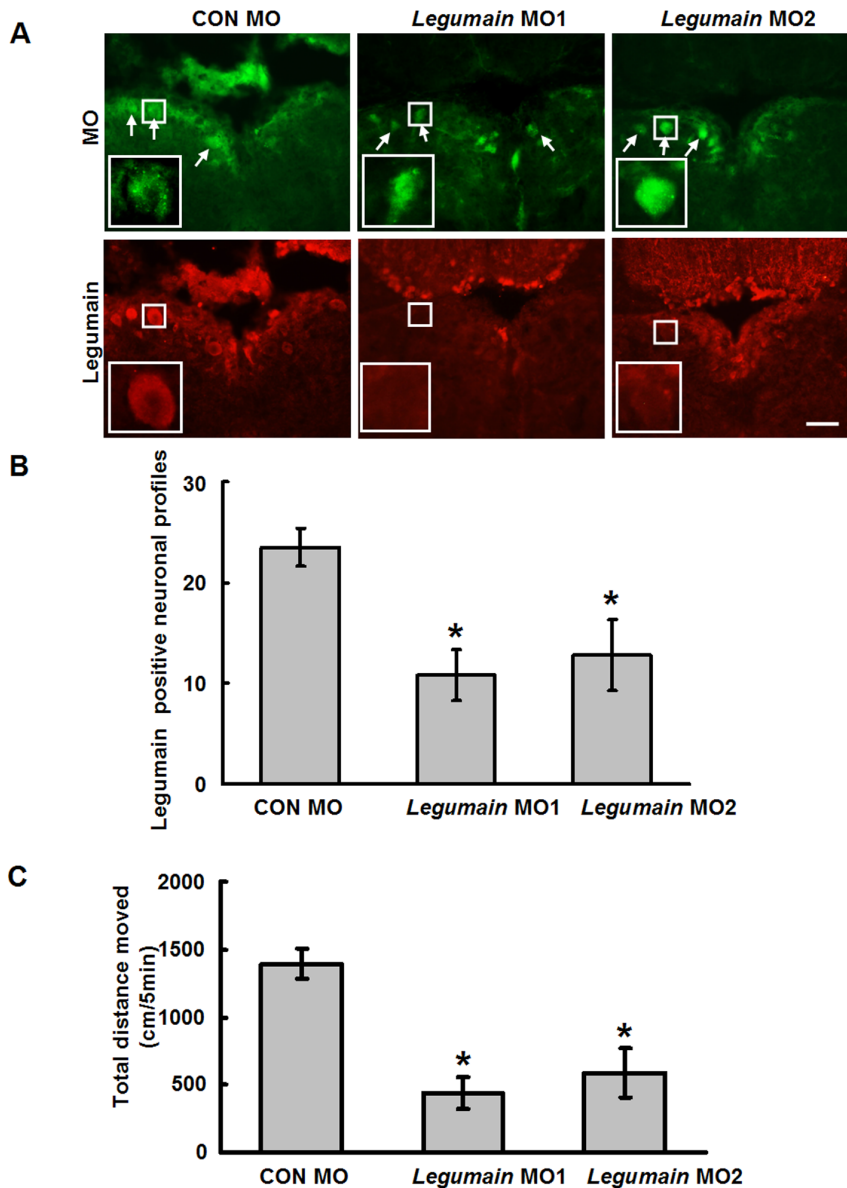 A
CON MO
Legumain MO1
Legumain MO2
MO
Legumain
B
Legumain positive neuronal profiles
30
20
10
0
*
*
CON MO
Legumain MO1
Legumain MO2
C
Total distance moved
(cm/5min)
2000
1500
1000
500
0
*
*
CON MO
Legumain MO1
Legumain MO2